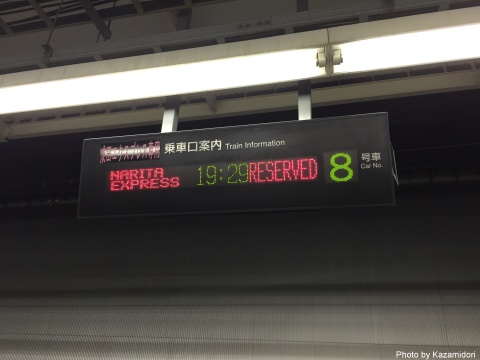 乗車口案内 Train Information
NARITA EXPRESS 19:29 RESERVED 8 号車 Car No.
Photo by Kazamidori